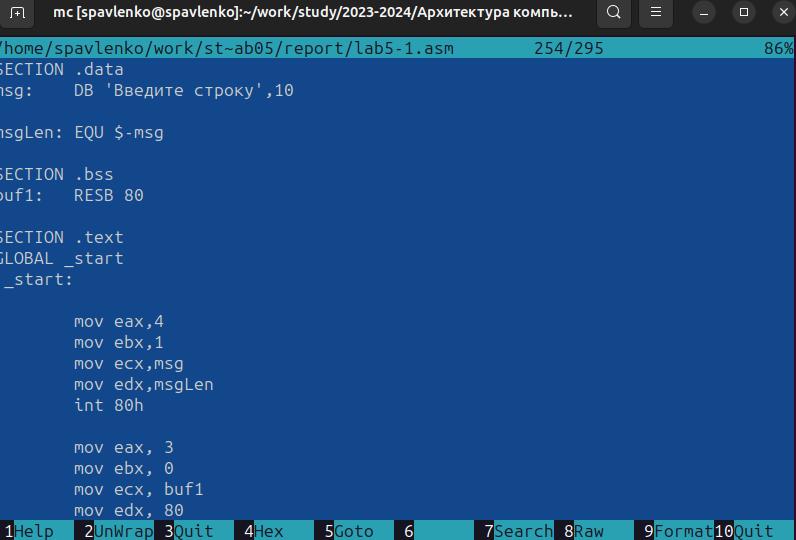 mc [spavlenko@spavlenko]:~/work/study/2023-2024/Архитектура компь...
/home/spavlenko/work/st~ab05/report/lab5-1.asm 254/295 86%
SECTION .data
msg: DB 'Введите строку',10
msgLen: EQU $-msg
SECTION .bss
buf1: RESB 80
SECTION .text
GLOBAL _start
_start:
mov eax,4
mov ebx,1
mov ecx,msg
mov edx,msgLen
int 80h
mov eax, 3
mov ebx, 0
mov ecx, buf1
mov edx, 80
1Help 2UnWrap 3Quit 4Hex 5Goto 6 7Search 8Raw 9Format 10Quit